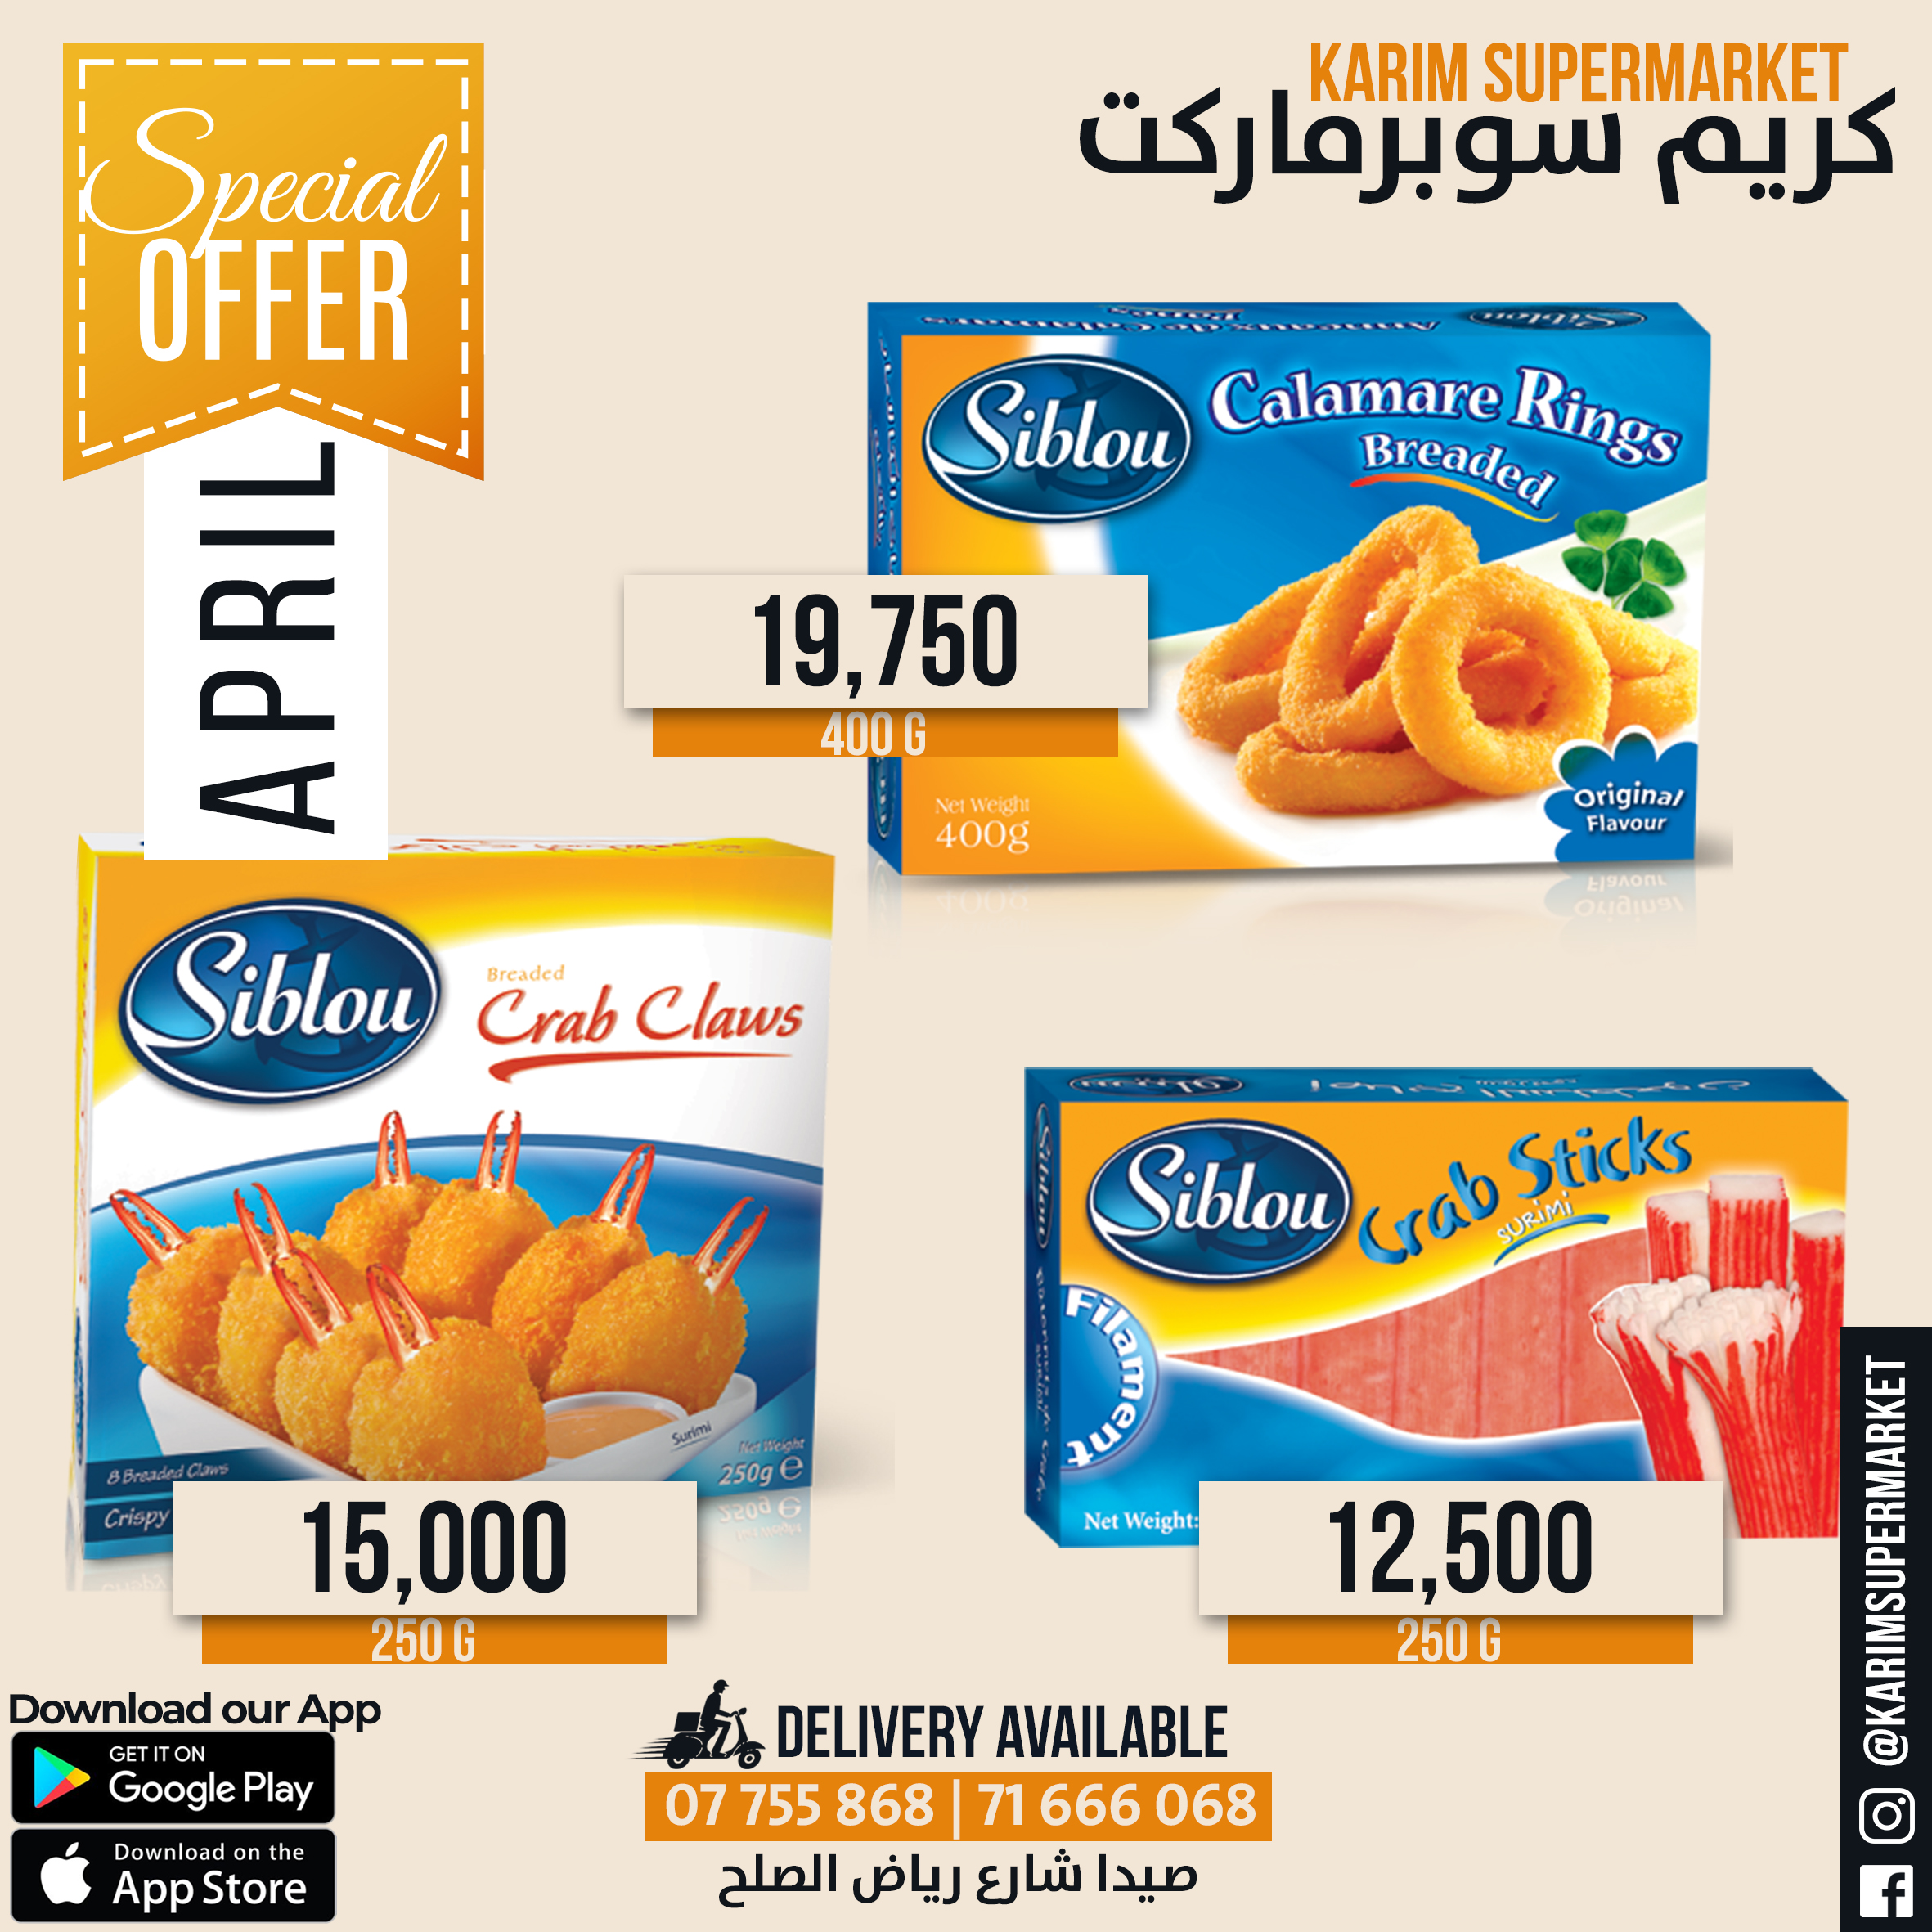 KARIM SUPERMARKET
كريم سوبرماركت
Special
OFFER
APRIL
Siblou
Calamare Rings
Breaded
19,750
400 G
Net Weight
400g
Original
Flavour
Siblou
Breaded
Crab Claws
Surimi
8 Breaded Claws
Net Weight
250g e
Crispy
15,000
250 G
Siblou
Crab Sticks
SURIMI
Filament
Net Weight:
12,500
250 G
Download our App
GET IT ON
Google Play
Download on the
App Store
DELIVERY AVAILABLE
07 755 868 | 71 666 068
صيدا شارع رياض الصلح
@KARIMSUPERMARKET